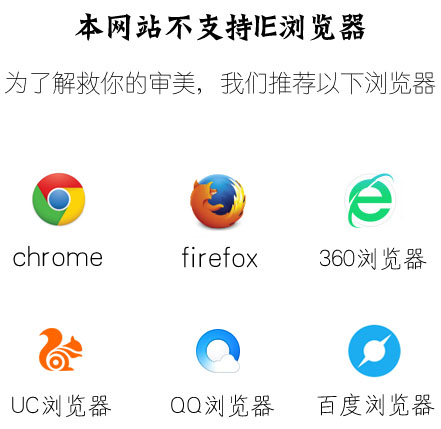 本网站不支持IE浏览器
为了解救你的审美，我们推荐以下浏览器
chrome firefox 360浏览器
UC浏览器 QQ浏览器 百度浏览器